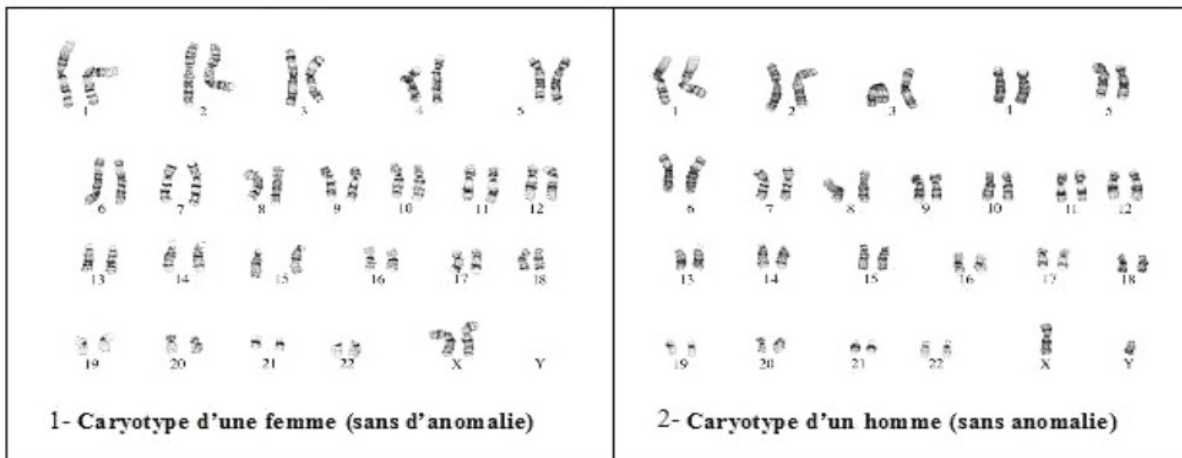 1 2 3 4 5
6 7 8 9 10 11 12
13 14 15 16 17 18
19 20 21 22 X Y
1- Caryotype d'une femme (sans d'anomalie)
1 2 3 4 5
6 7 8 9 10 11 12
13 14 15 16 17 18
19 20 21 22 X Y
2- Caryotype d'un homme (sans anomalie)